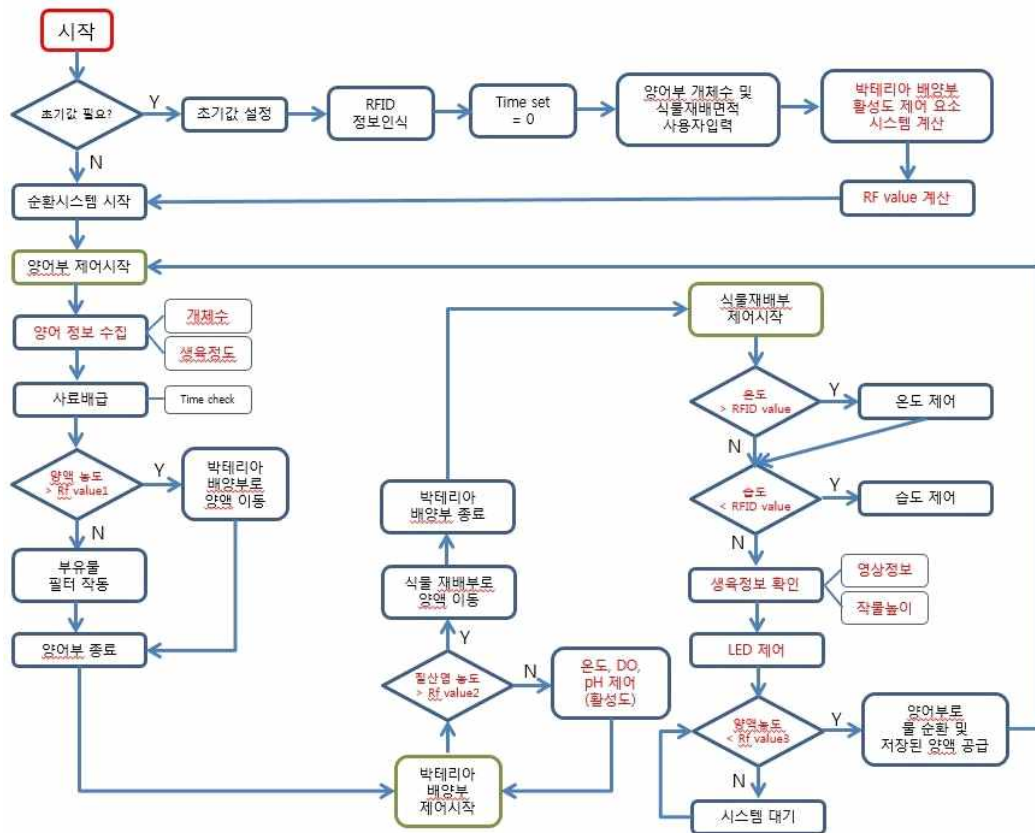 시작
초기값 필요?
Y
초기값 설정
RFID
정보인식
Time set
= 0
양어부 개체수 및
식물재배면적
사용자입력
박테리아 배양부
활성도 제어 요소
시스템 계산
N
순환시스템 시작
RF value 계산
양어부 제어시작
양어 정보 수집
개체수
생육정도
사료배급
Time check
양액 농도
> Rf value1
Y
박테리아
배양부로
양액 이동
N
부유물
필터 작동
양어부 종료
박테리아
배양부 종료
식물 재배부로
양액 이동
Y
질산염 농도
> Rf value2
N
온도, DO,
pH 제어
(활성도)
박테리아
배양부
제어시작
식물재배부
제어시작
온도
> RFID value
Y
온도 제어
N
습도
< RFID value
Y
습도 제어
N
생육정보 확인
영상정보
작물높이
LED 제어
양액농도
< Rf value3
Y
양어부로
물 순환 및
저장된 양액 공급
N
시스템 대기